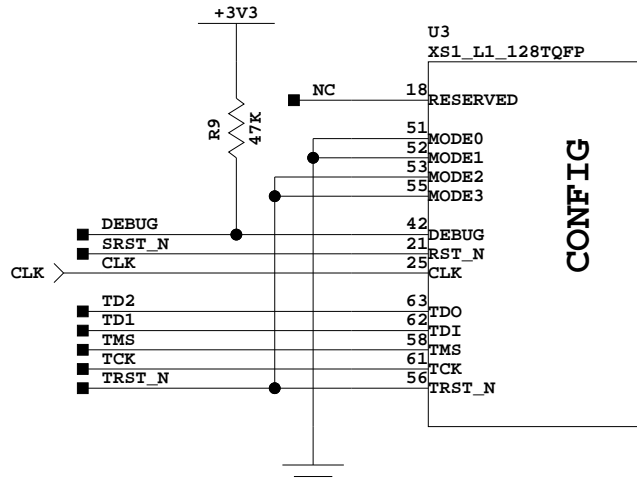 +3V3
U3
XS1_L1_128TQFP
R9
47K
NC 18 RESERVED
51 MODE0
52 MODE1
53 MODE2
55 MODE3
CONFIG
DEBUG 42 DEBUG
SRST_N 21 RST_N
CLK CLK 25 CLK
TD2 63 TDO
TD1 62 TDI
TMS 58 TMS
TCK 61 TCK
TRST_N 56 TRST_N